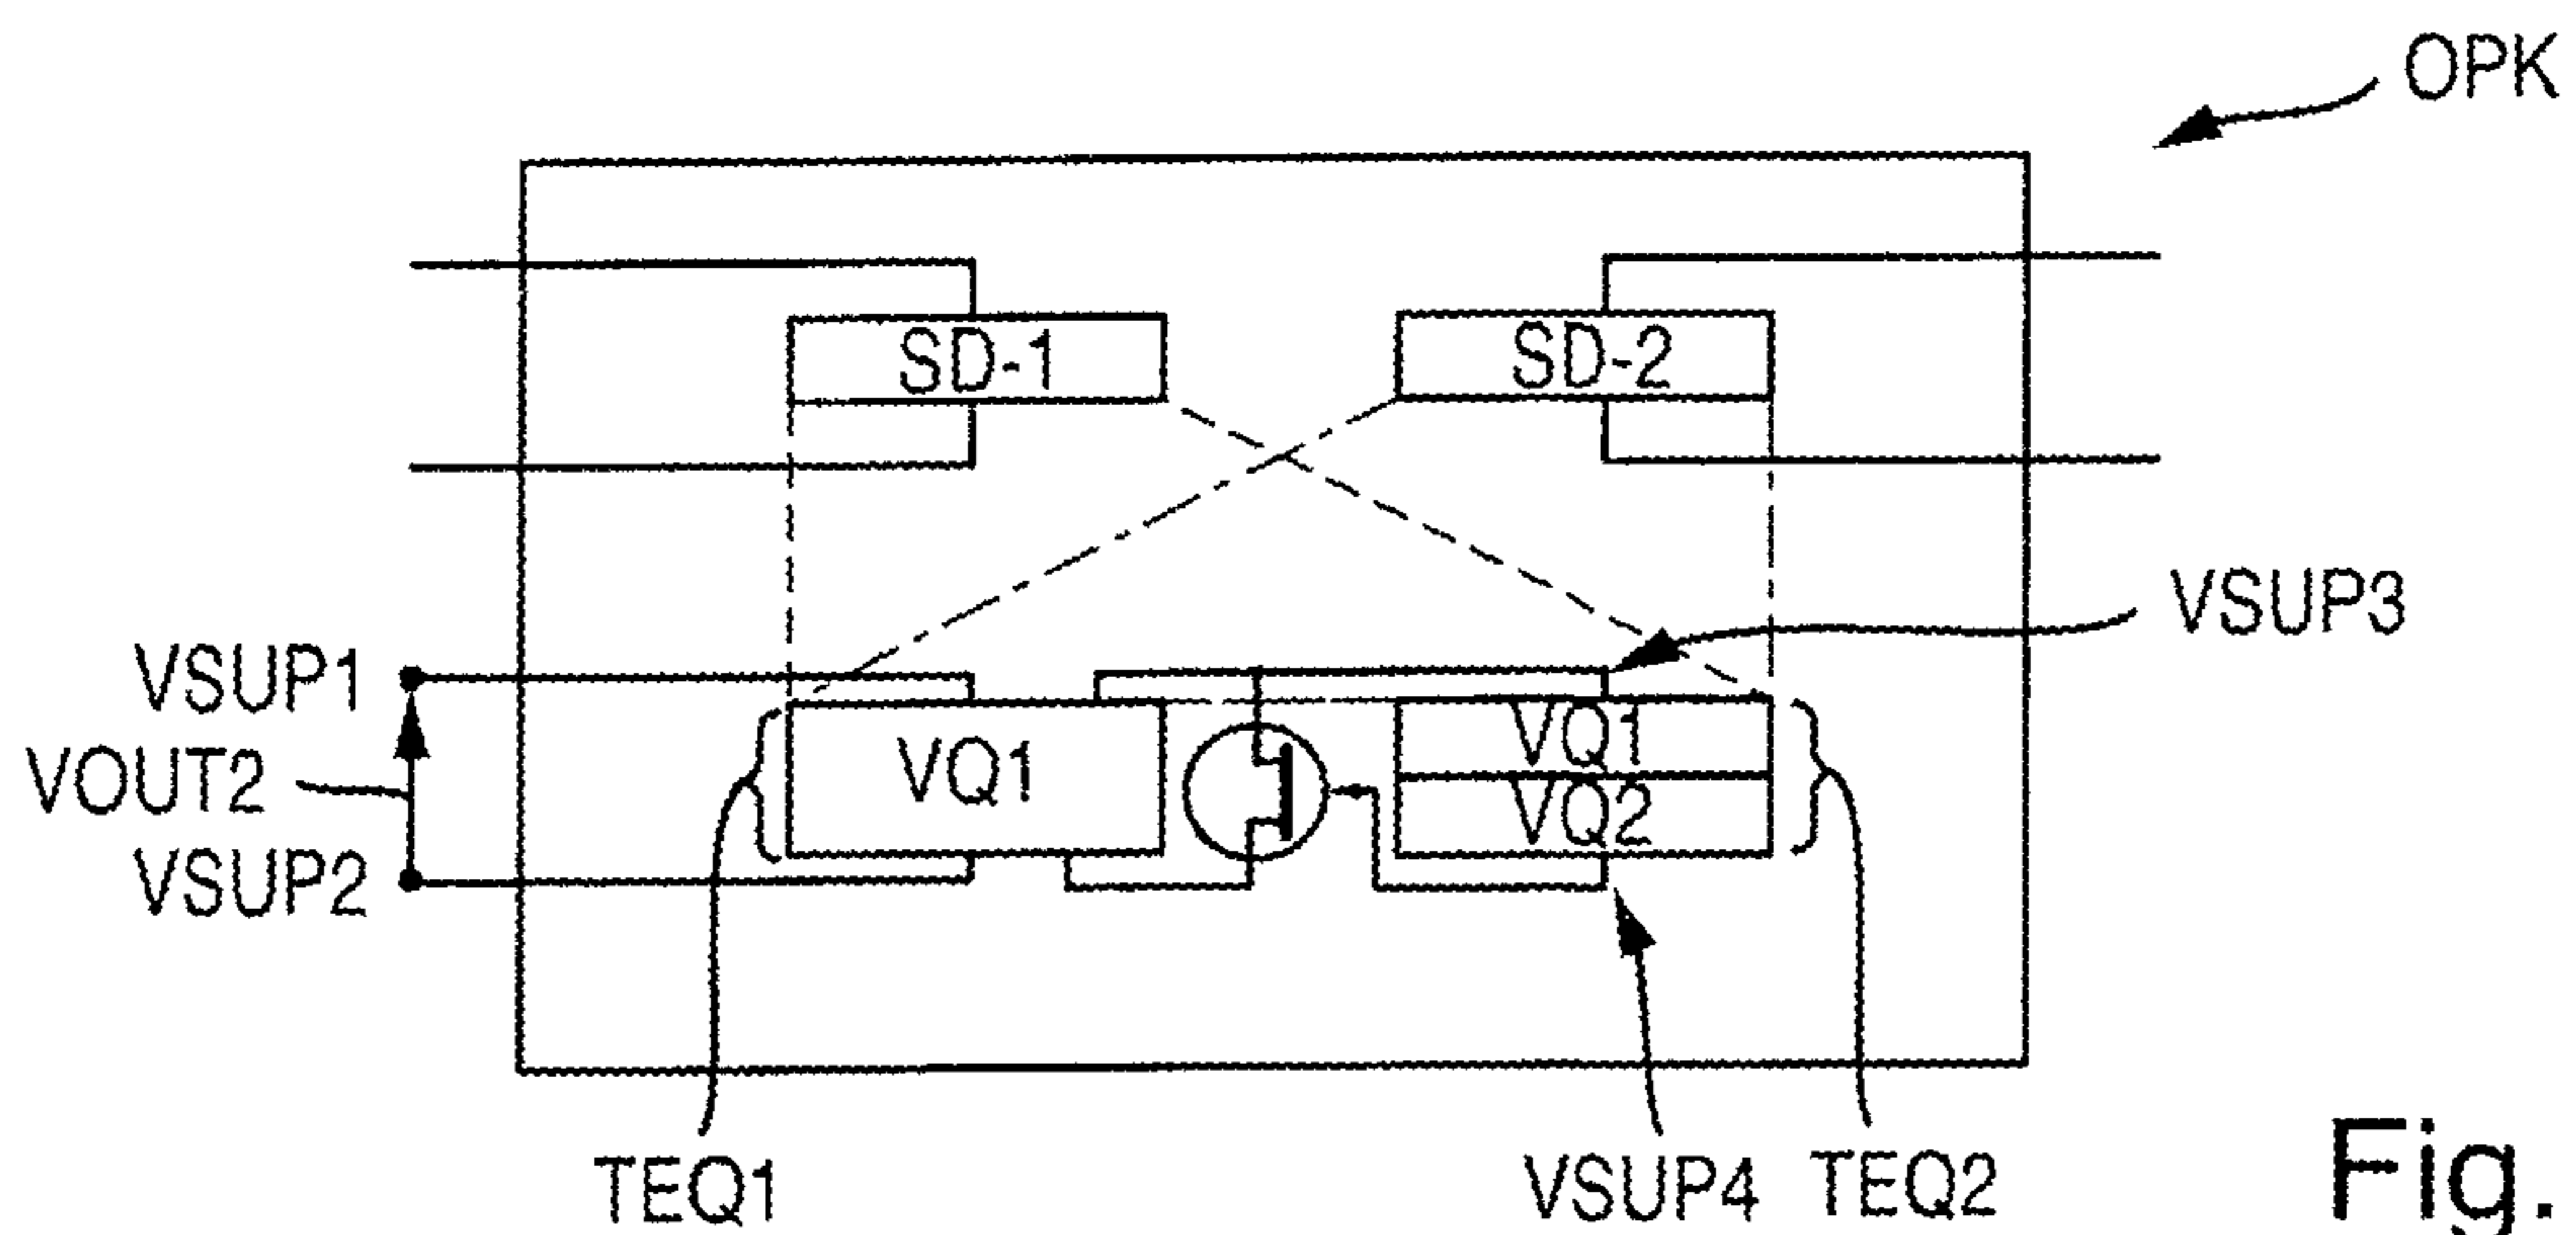 OPK
SD-1
SD-2
VSUP3
VSUP1
VOUT2
VSUP2
VQ1
VQ1
VQ2
TEQ1
VSUP4
TEQ2
Fig.